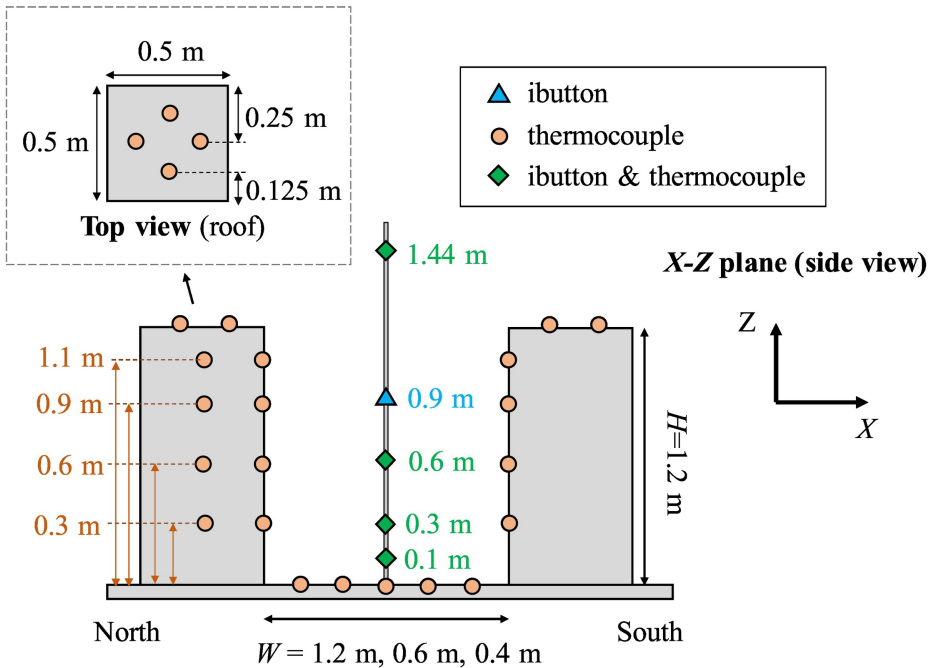 0.5 m
0.5 m
0.25 m
0.125 m
Top view (roof)
ibutton
thermocouple
ibutton & thermocouple
X-Z plane (side view)
Z
X
1.44 m
0.9 m
0.6 m
0.3 m
0.1 m
1.1 m
0.9 m
0.6 m
0.3 m
H=1.2 m
North
South
W = 1.2 m, 0.6 m, 0.4 m